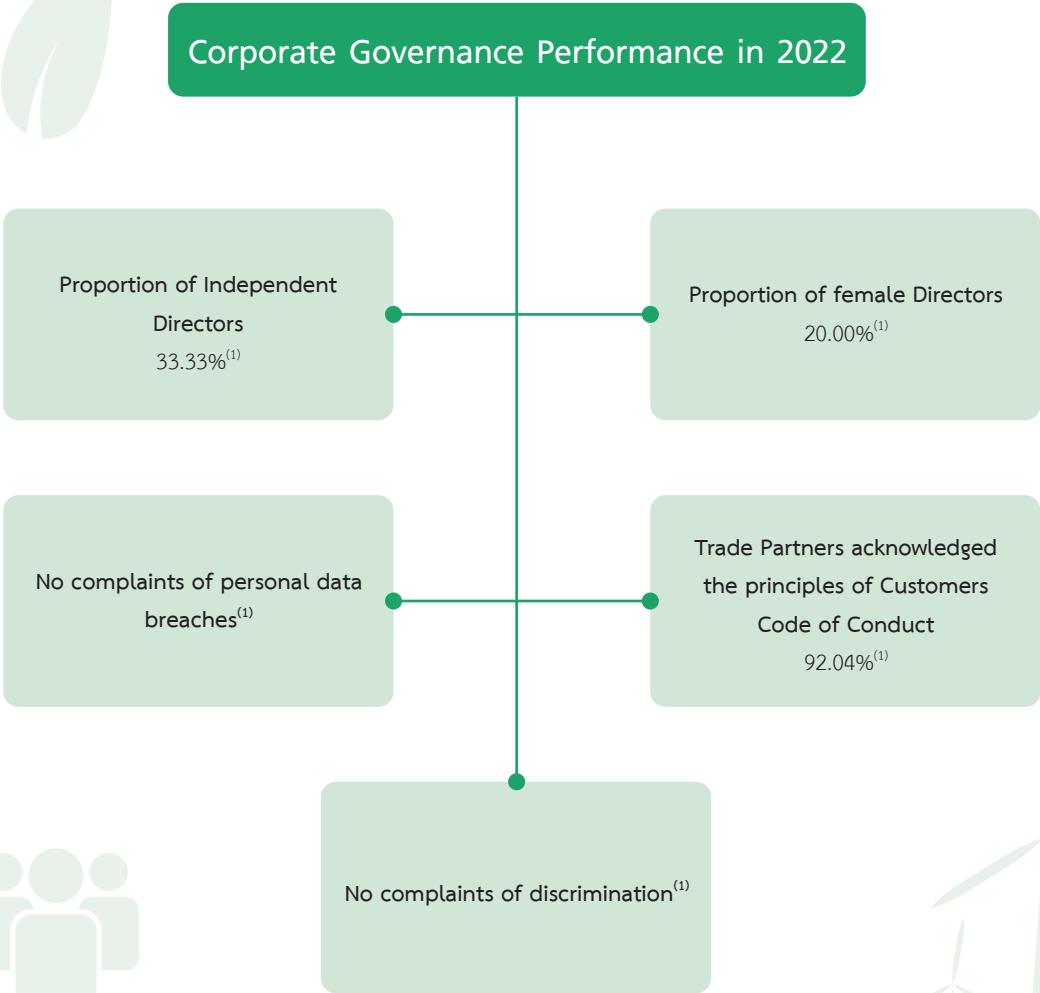 Corporate Governance Performance in 2022
Proportion of Independent
Directors
33.33%(1)
Proportion of female Directors
20.00%(1)
No complaints of personal data
breaches(1)
Trade Partners acknowledged
the principles of Customers
Code of Conduct
92.04%(1)
No complaints of discrimination(1)